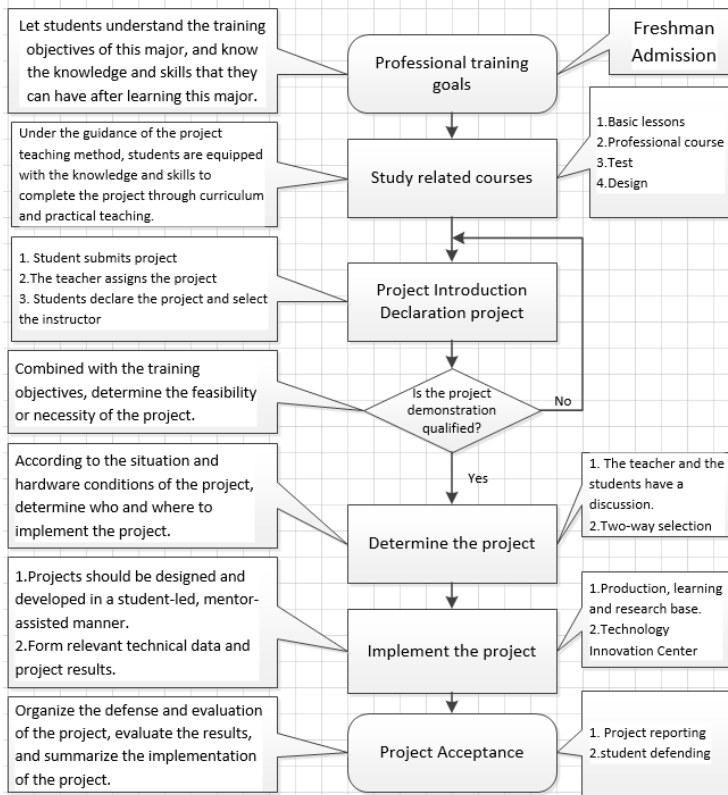 Let students understand the training
objectives of this major, and know
the knowledge and skills that they
can have after learning this major.
Professional training
goals
Freshman
Admission
Under the guidance of the project
teaching method, students are equipped
with the knowledge and skills to
complete the project through curriculum
and practical teaching.
Study related courses
1.Basic lessons
2.Professional course
3.Test
4.Design
1. Student submits project
2.The teacher assigns the project
3. Students declare the project and select
the instructor
Project Introduction
Declaration project
Combined with the training
objectives, determine the feasibility
or necessity of the project.
Is the project
demonstration
qualified?
No
Yes
According to the situation and
hardware conditions of the project,
determine who and where to
implement the project.
Determine the project
1. The teacher and the
students have a
discussion.
2.Two-way selection
1.Projects should be designed and
developed in a student-led, mentor-
assisted manner.
2.Form relevant technical data and
project results.
Implement the project
1.Production, learning
and research base.
2.Technology
Innovation Center
Organize the defense and evaluation
of the project, evaluate the results,
and summarize the implementation
of the project.
Project Acceptance
1. Project reporting
2.student defending